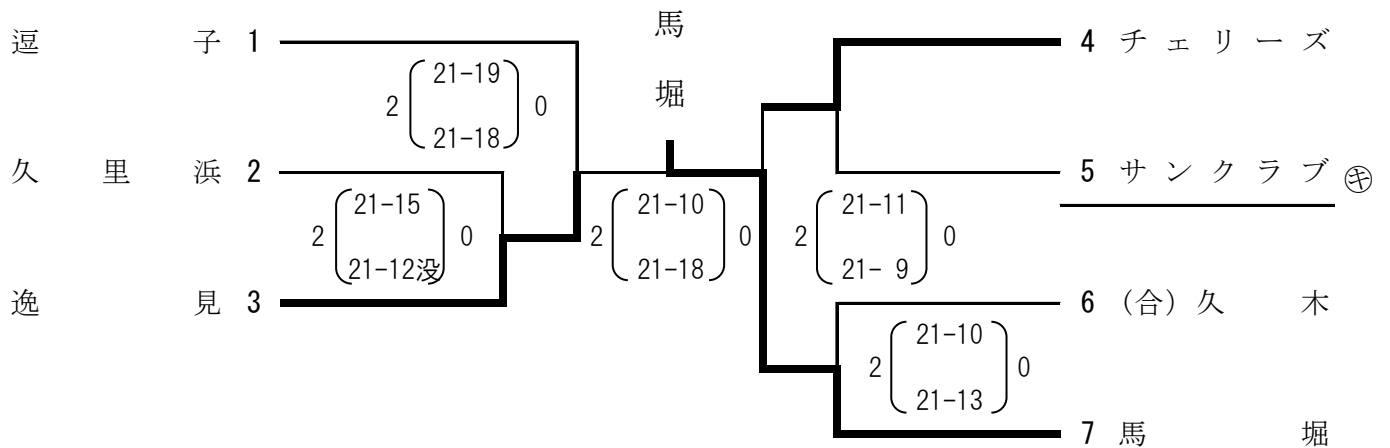 馬堀
逗子 1
4 チェリーズ
2 21-19 0
21-18
久里浜 2
5 サンクラブ ㋖
2 21-15 0
21-12没
2 21-10 0
21-18
2 21-11 0
21- 9
逸見 3
6 (合)久木
2 21-10 0
21-13
7 馬堀